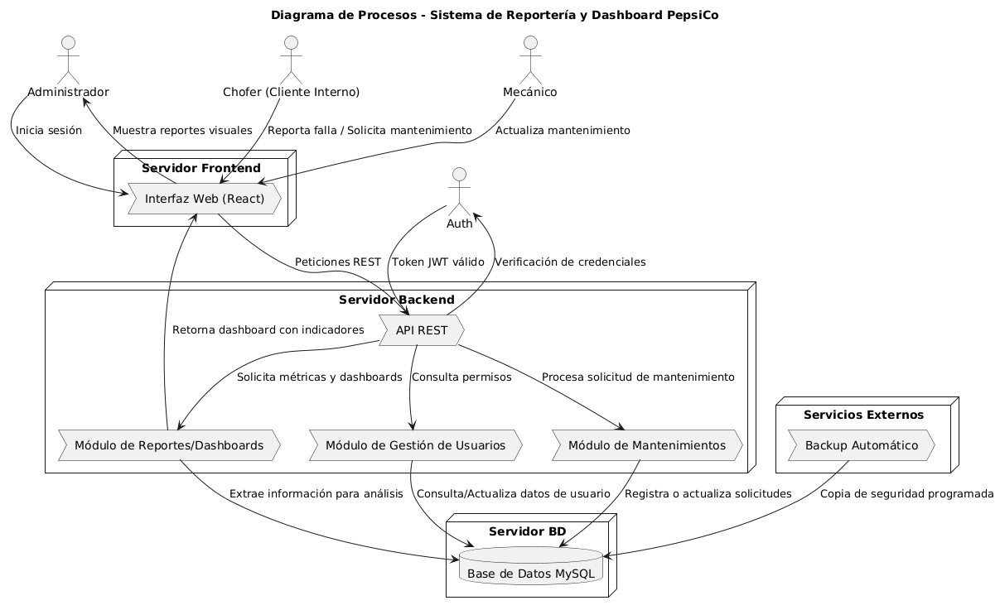 Diagrama de Procesos - Sistema de Reportería y Dashboard PepsiCo
Administrador
Chofer (Cliente Interno)
Mecánico
Inicia sesión
Muestra reportes visuales
Reporta falla / Solicita mantenimiento
Actualiza mantenimiento
Servidor Frontend
Interfaz Web (React)
Auth
Peticiones REST
Token JWT válido
Verificación de credenciales
Servidor Backend
API REST
Retorna dashboard con indicadores
Solicita métricas y dashboards
Consulta permisos
Procesa solicitud de mantenimiento
Servicios Externos
Módulo de Reportes/Dashboards
Módulo de Gestión de Usuarios
Módulo de Mantenimientos
Backup Automático
Extrae información para análisis
Consulta/Actualiza datos de usuario
Registra o actualiza solicitudes
Copia de seguridad programada
Servidor BD
Base de Datos MySQL